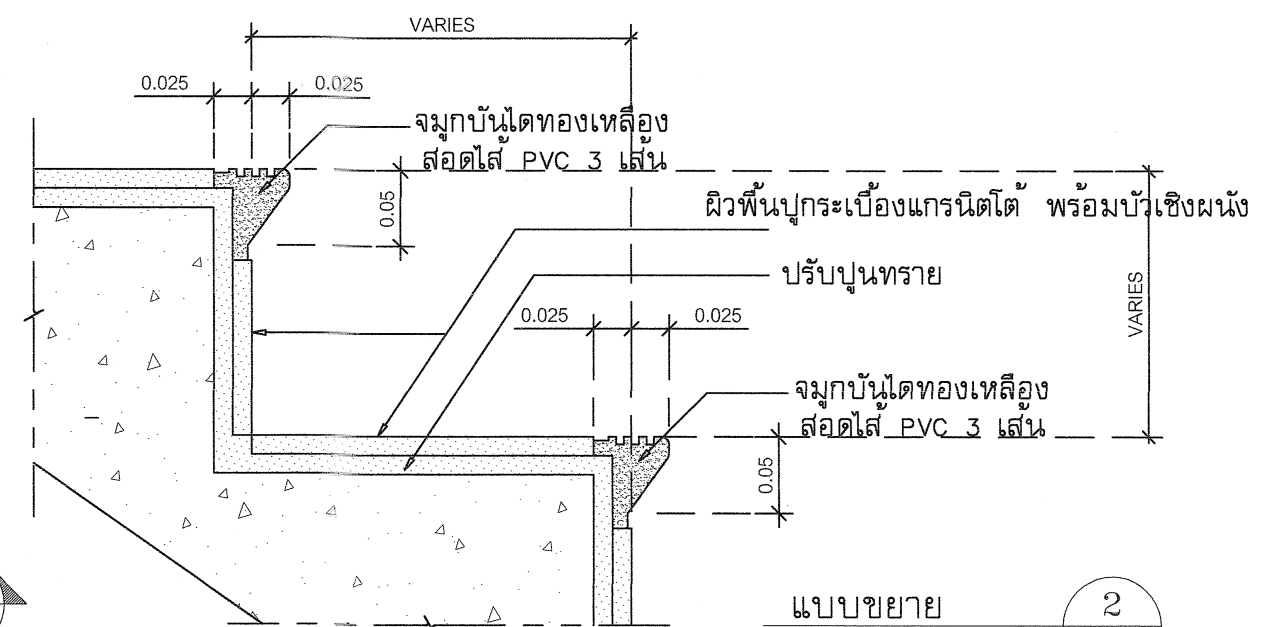 VARIES
0.025 0.025
จมูกบันไดทองเหลือง
สอดไส้ PVC 3 เส้น
0.05
ผิวพื้นปูกระเบื้องแกรนิตโต้ พร้อมบัวเชิงผนัง
ปรับปูนทราย
VARIES
0.025 0.025
จมูกบันไดทองเหลือง
สอดไส้ PVC 3 เส้น
0.05
แบบขยาย 2